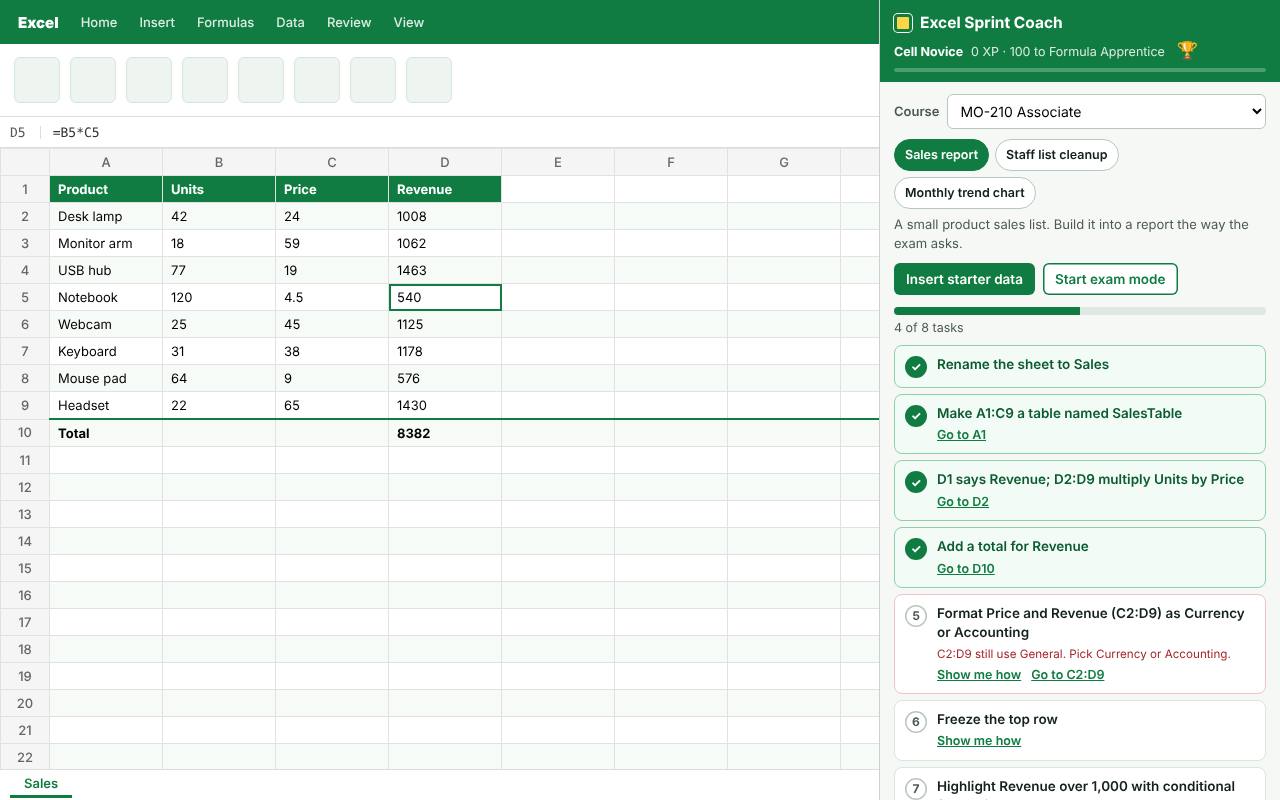 Excel Home Insert Formulas Data Review View
D5 =B5*C5
A B C D E F G
1 Product Units Price Revenue
2 Desk lamp 42 24 1008
3 Monitor arm 18 59 1062
4 USB hub 77 19 1463
5 Notebook 120 4.5 540
6 Webcam 25 45 1125
7 Keyboard 31 38 1178
8 Mouse pad 64 9 576
9 Headset 22 65 1430
10 Total 8382
11
12
13
14
15
16
17
18
19
20
21
22
Sales
Excel Sprint Coach
Cell Novice 0 XP · 100 to Formula Apprentice
Course MO-210 Associate
Sales report Staff list cleanup
Monthly trend chart
A small product sales list. Build it into a report the way the
exam asks.
Insert starter data Start exam mode
4 of 8 tasks
Rename the sheet to Sales
Make A1:C9 a table named SalesTable
Go to A1
D1 says Revenue; D2:D9 multiply Units by Price
Go to D2
Add a total for Revenue
Go to D10
5 Format Price and Revenue (C2:D9) as Currency
or Accounting
C2:D9 still use General. Pick Currency or Accounting.
Show me how Go to C2:D9
6 Freeze the top row
Show me how
7 Highlight Revenue over 1,000 with conditional